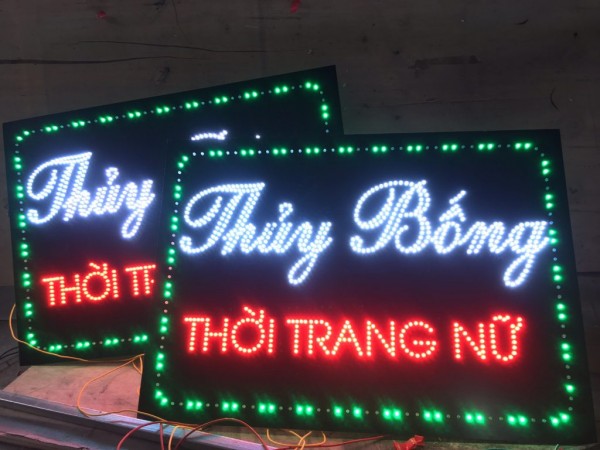 Thủy
THỜI TR
Thủy Bống
THỜI TRANG NỮ